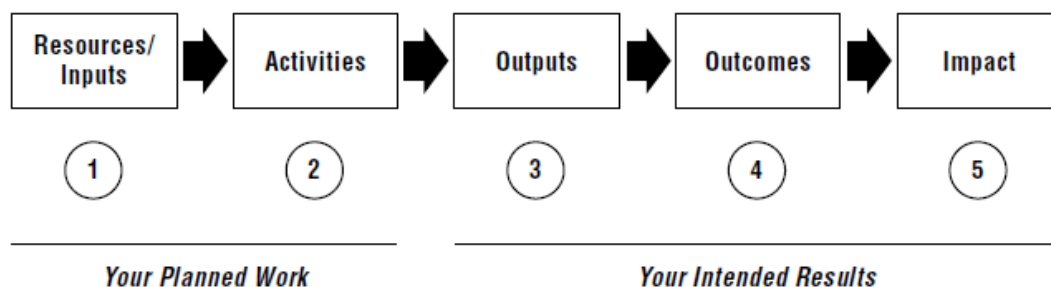 Resources/
Inputs
Activities
Outputs
Outcomes
Impact
1
2
3
4
5
Your Planned Work
Your Intended Results